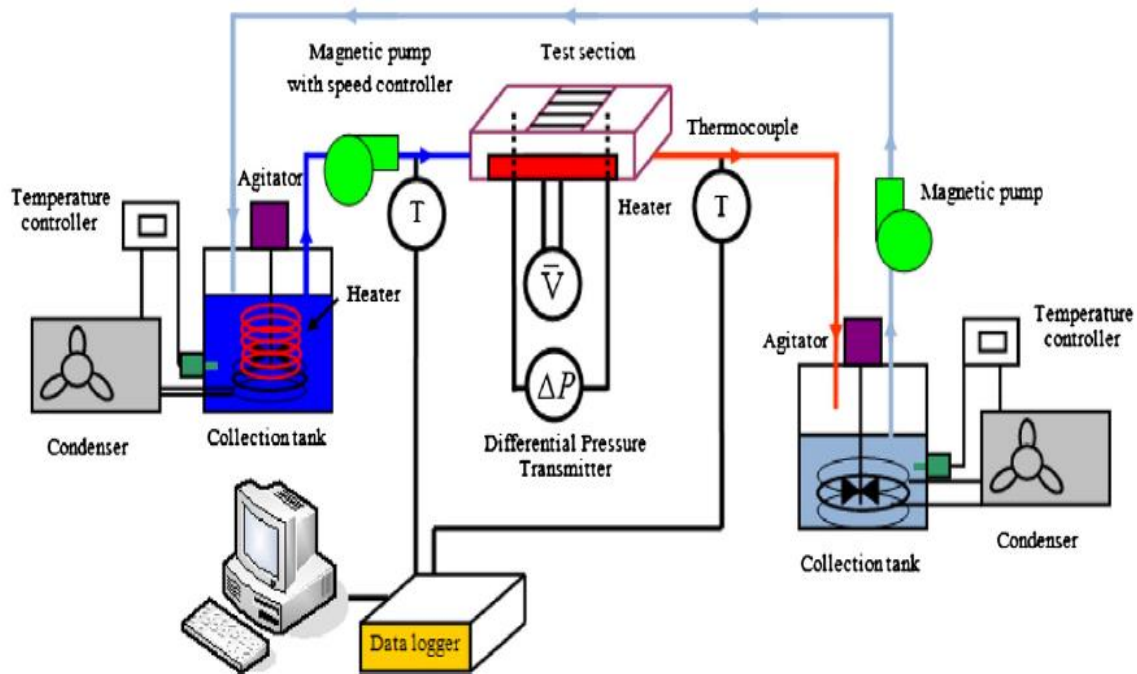 Magnetic pump
with speed controller
Test section
Thermocouple
Agitator
Temperature
controller
T
Heater
T
Magnetic pump
V̄
Heater
Temperature
controller
Agitator
ΔP
Condenser
Collection tank
Differential Pressure
Transmitter
Collection tank
Condenser
Data logger